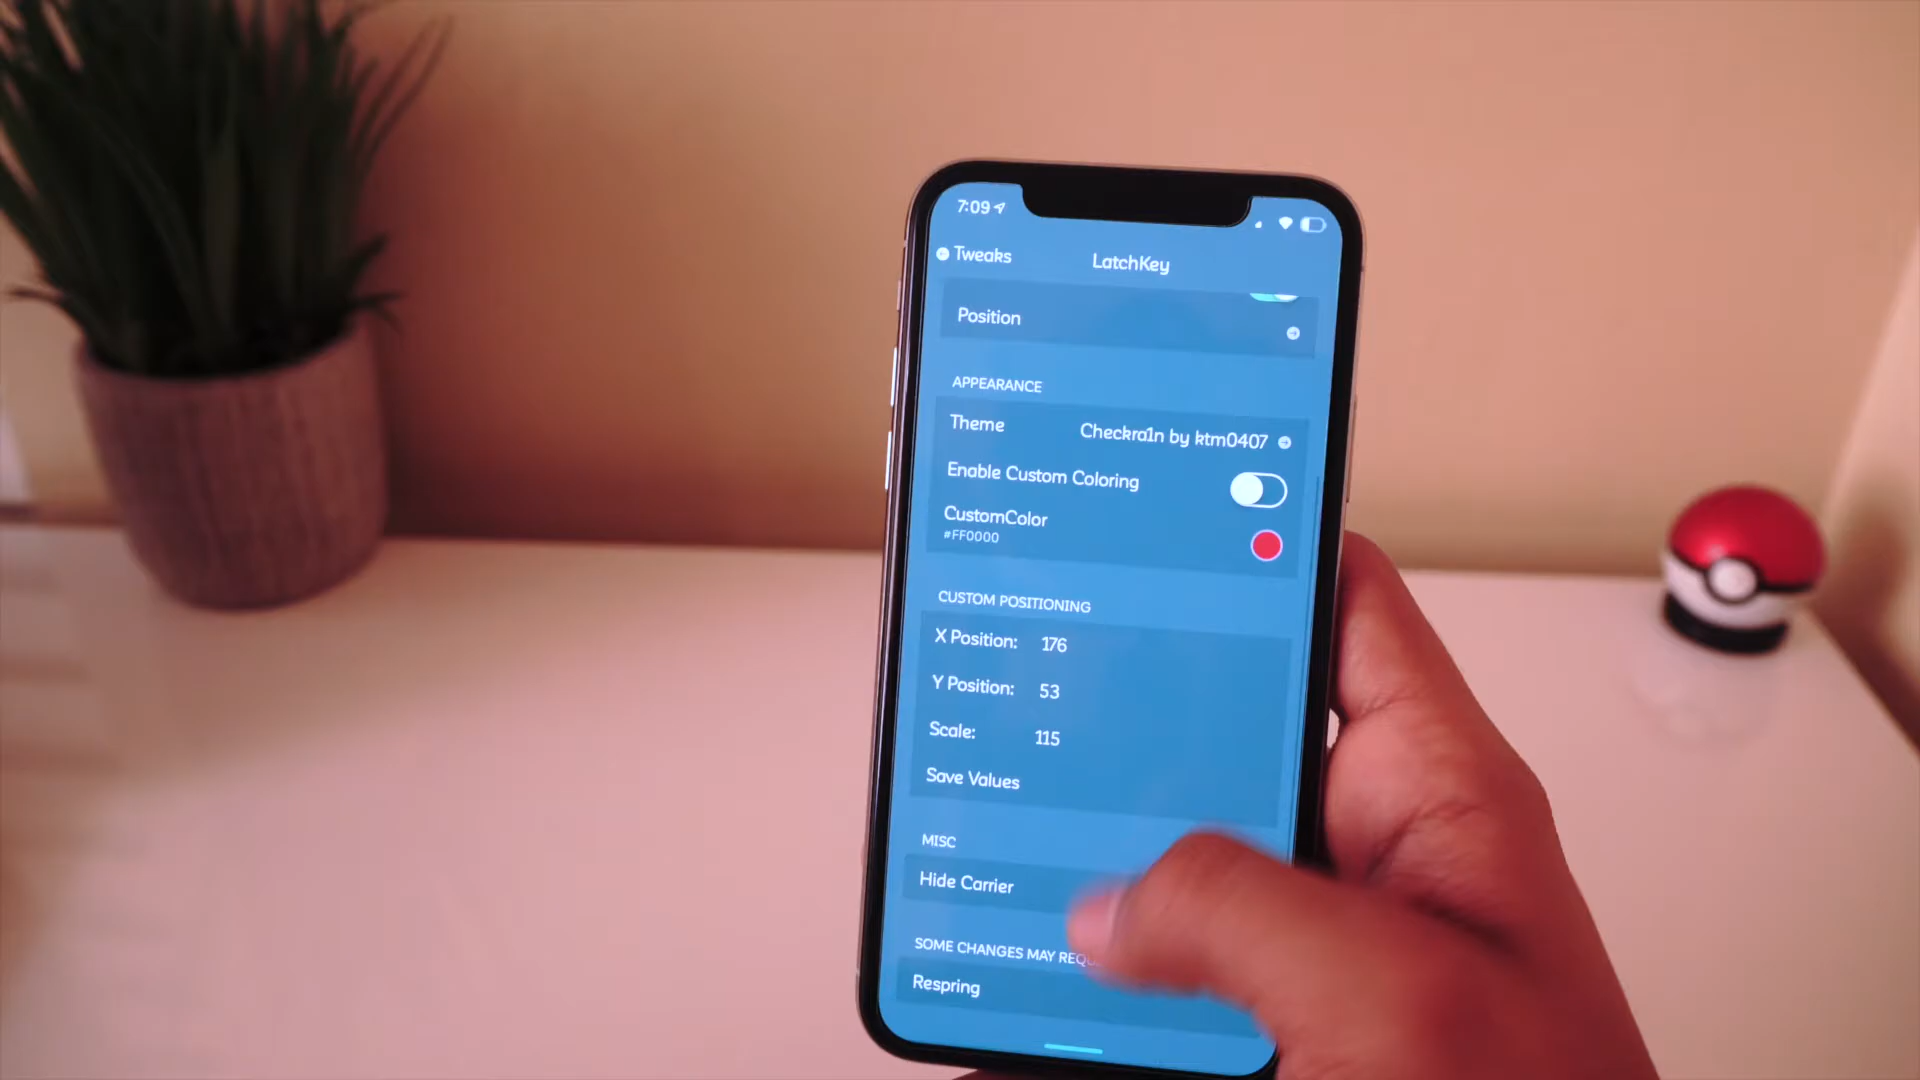 7:09
Tweaks
LatchKey
Position
APPEARANCE
Theme Checkra1n by ktm0407
Enable Custom Coloring
CustomColor
#FF0000
CUSTOM POSITIONING
X Position: 176
Y Position: 53
Scale: 115
Save Values
MISC
Hide Carrier
SOME CHANGES MAY
Respring